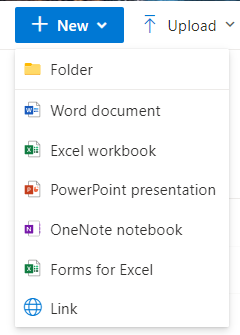 New Upload
Folder
Word document
Excel workbook
PowerPoint presentation
OneNote notebook
Forms for Excel
Link